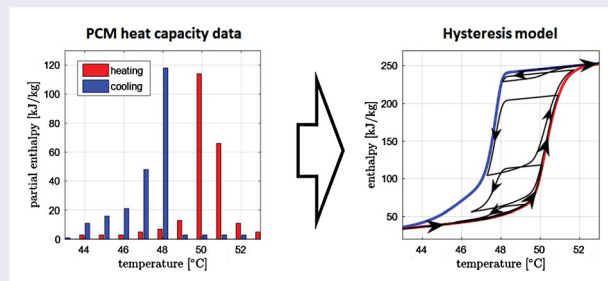 PCM heat capacity data
partial enthalpy [kJ/kg]
120
100
80
60
40
20
0
heating
cooling
44 46 48 50 52
temperature [°C]
Hysteresis model
enthalpy [kJ/kg]
250
200
150
100
50
44 46 48 50 52
temperature [°C]